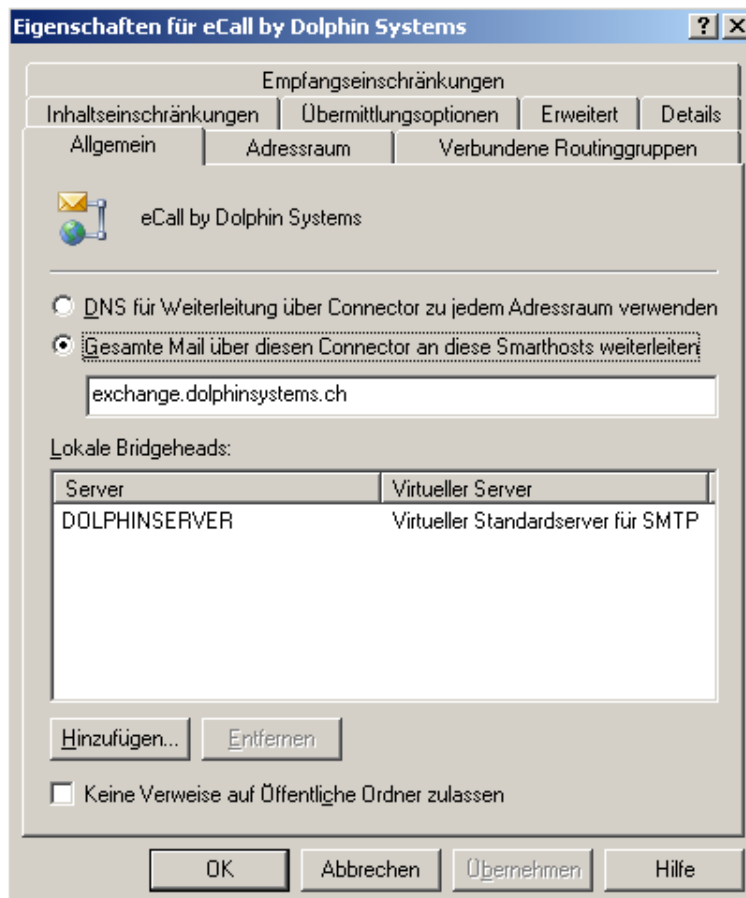 Eigenschaften für eCall by Dolphin Systems
Empfangseinschränkungen
Inhaltseinschränkungen Übermittlungsoptionen Erweitert Details
Allgemein Adressraum Verbundene Routinggruppen
eCall by Dolphin Systems
DNS für Weiterleitung über Connector zu jedem Adressraum verwenden
Gesamte Mail über diesen Connector an diese Smarthosts weiterleiten
exchange.dolphinsystems.ch
Lokale Bridgeheads:
Server Virtueller Server
DOLPHINSERVER Virtueller Standardserver für SMTP
Hinzufügen... Entfernen
Keine Verweise auf Öffentliche Ordner zulassen
OK Abbrechen Übernehmen Hilfe